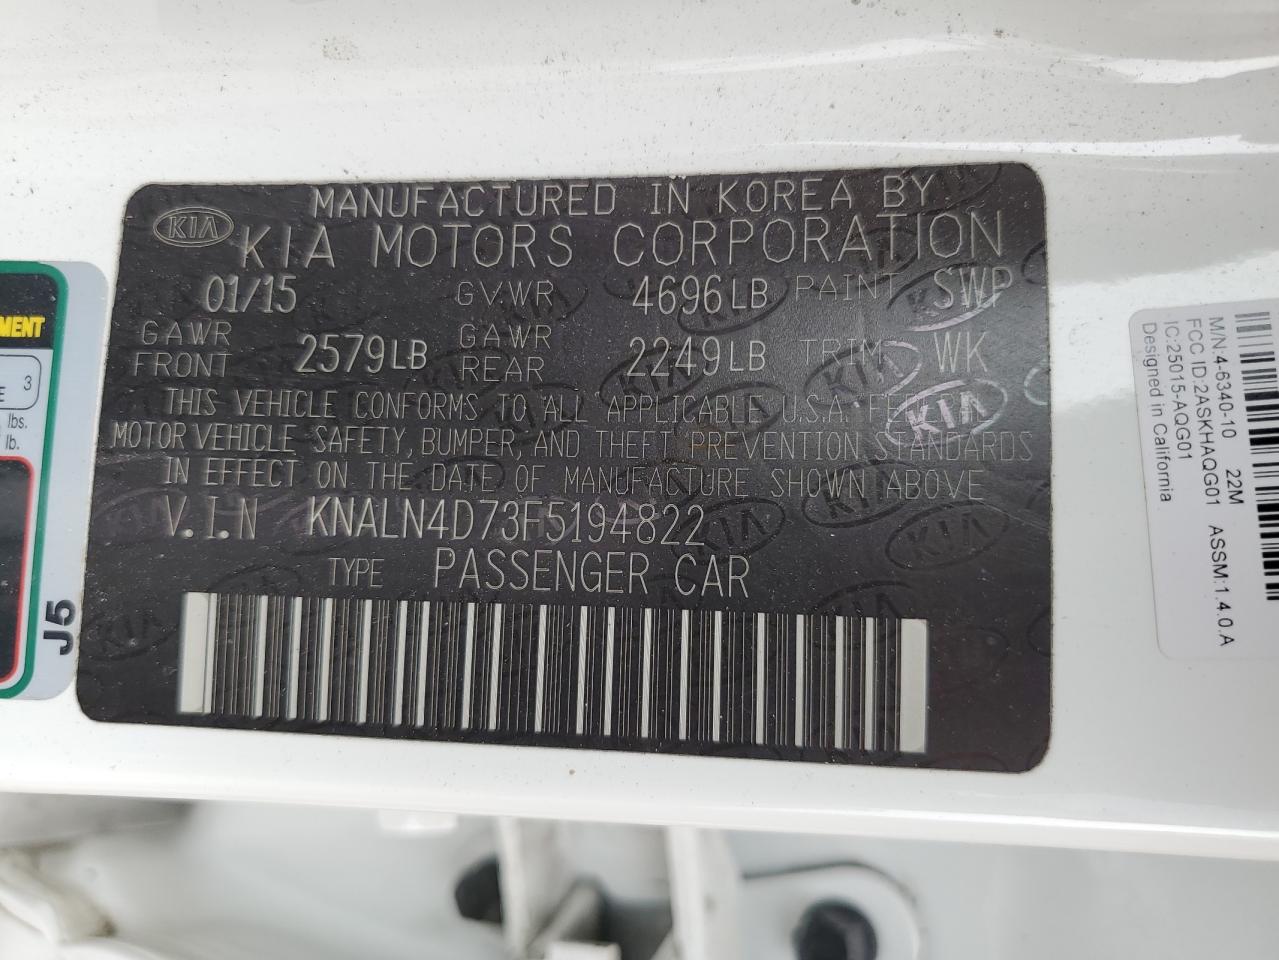 MANUFACTURED IN KOREA BY
KIA KIA MOTORS CORPORATION
01/15 GVWR 4696LB PAINT SWP
GAWR FRONT 2579LB GAWR REAR 2249LB TRIM WK
THIS VEHICLE CONFORMS TO ALL APPLICABLE U.S.A. FEDERAL
MOTOR VEHICLE SAFETY, BUMPER, AND THEFT PREVENTION STANDARDS
IN EFFECT ON THE DATE OF MANUFACTURE SHOWN ABOVE
V.I.N KNALN4D73F5194822
TYPE PASSENGER CAR
MENT
3
E
lbs.
lb.
J5
M/N:4-6340-10 22M
FCC ID:2ASKHAQG01 ASSM:1.4.0.A
IC:25015-AQG01
Designed in California